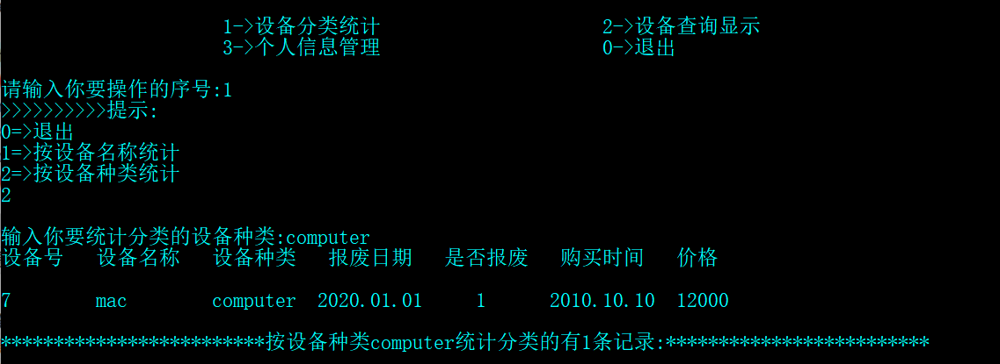 1->设备分类统计 2->设备查询显示
3->个人信息管理 0->退出
请输入你要操作的序号:1
>>>>>>>>>>提示:
0=>退出
1=>按设备名称统计
2=>按设备种类统计
2
输入你要统计分类的设备种类:computer
设备号 设备名称 设备种类 报废日期 是否报废 购买时间 价格
7 mac computer 2020.01.01 1 2010.10.10 12000
*************************按设备种类computer统计分类的有1条记录:*************************